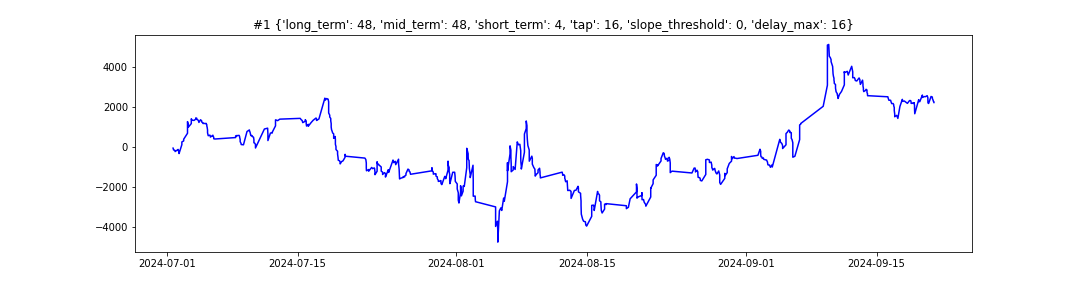 #1 {'long_term': 48, 'mid_term': 48, 'short_term': 4, 'tap': 16, 'slope_threshold': 0, 'delay_max': 16}
4000
2000
0
−2000
−4000
2024-07-01 2024-07-15 2024-08-01 2024-08-15 2024-09-01 2024-09-15